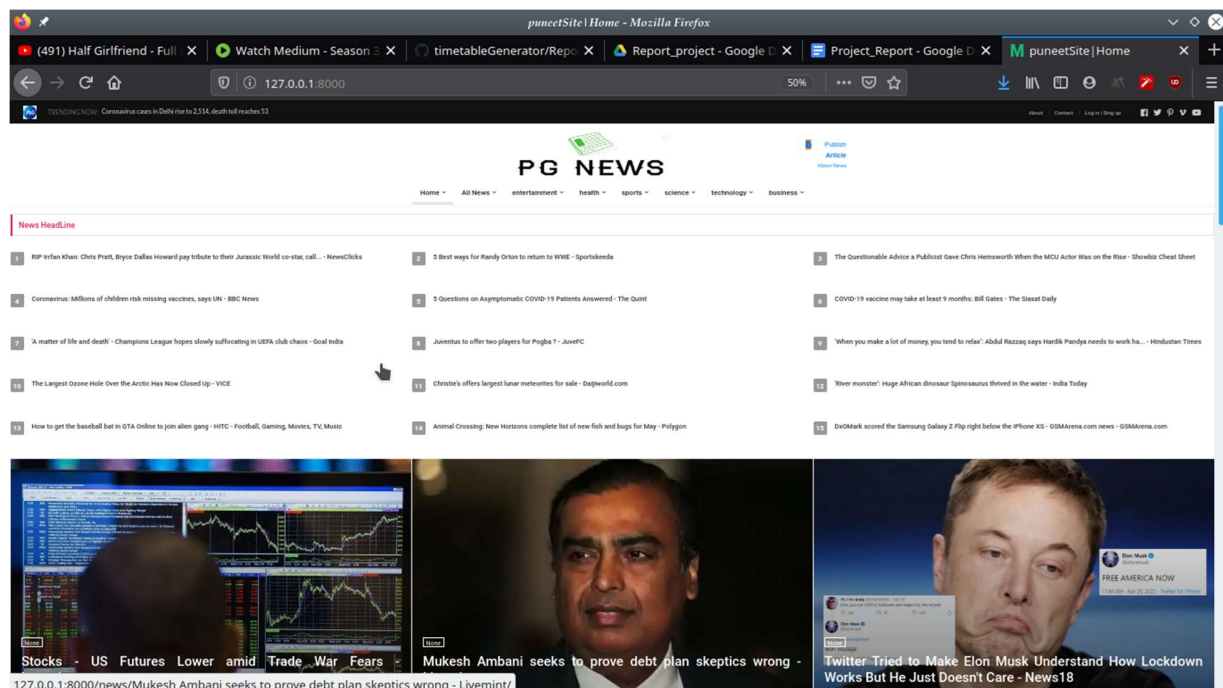 puneetSite|Home - Mozilla Firefox
(491) Half Girlfriend - Full
Watch Medium - Season 3
timetableGenerator/Repo
Report_project - Google D
Project_Report - Google D
puneetSite|Home
127.0.0.1:8000
50%
TRENDING NOW: Coronavirus cases in Delhi rise to 2,514, death toll reaches 53
About
Contact
Log in | Sing up
PG NEWS
Publish
Article
About News
Home
All News
entertainment
health
sports
science
technology
business
News HeadLine
1 RIP Irrfan Khan: Chris Pratt, Bryce Dallas Howard pay tribute to their Jurassic World co-star, call... - NewsClicks
2 5 Best ways for Randy Orton to return to WWE - Sportskeeda
3 The Questionable Advice a Publicist Gave Chris Hemsworth When the MCU Actor Was on the Rise - Showbiz Cheat Sheet
4 Coronavirus: Millions of children risk missing vaccines, says UN - BBC News
5 5 Questions on Asymptomatic COVID-19 Patients Answered - The Quint
6 COVID-19 vaccine may take at least 9 months: Bill Gates - The Siasat Daily
7 'A matter of life and death' - Champions League hopes slowly suffocating in UEFA club chaos - Goal India
8 Juventus to offer two players for Pogba ? - JuveFC
9 'When you make a lot of money, you tend to relax': Abdul Razzaq says Hardik Pandya needs to work ha... - Hindustan Times
10 The Largest Ozone Hole Over the Arctic Has Now Closed Up - VICE
11 Christie's offers largest lunar meteorites for sale - Daijiworld.com
12 'River monster': Huge African dinosaur Spinosaurus thrived in the water - India Today
13 How to get the baseball bat in GTA Online to join alien gang - HITC - Football, Gaming, Movies, TV, Music
14 Animal Crossing: New Horizons complete list of new fish and bugs for May - Polygon
15 DxOMark scored the Samsung Galaxy Z Flip right below the iPhone XS - GSMArena.com news - GSMArena.com
None
Stocks - US Futures Lower amid Trade War Fears -
None
Mukesh Ambani seeks to prove debt plan skeptics wrong -
Elon Musk
@elonmusk
FREE AMERICA NOW
Elon Musk
None
Twitter Tried to Make Elon Musk Understand How Lockdown
Works But He Just Doesn't Care - News18
127.0.0.1:8000/news/Mukesh Ambani seeks to prove debt plan skeptics wrong - Livemint/